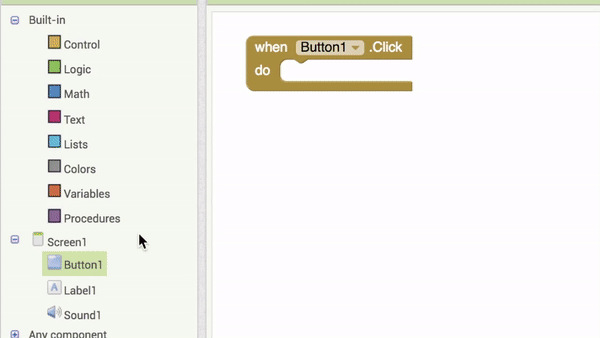 Built-in
Control
Logic
Math
Text
Lists
Colors
Variables
Procedures
Screen1
Button1
A Label1
Sound1
Any component
when Button1 .Click
do